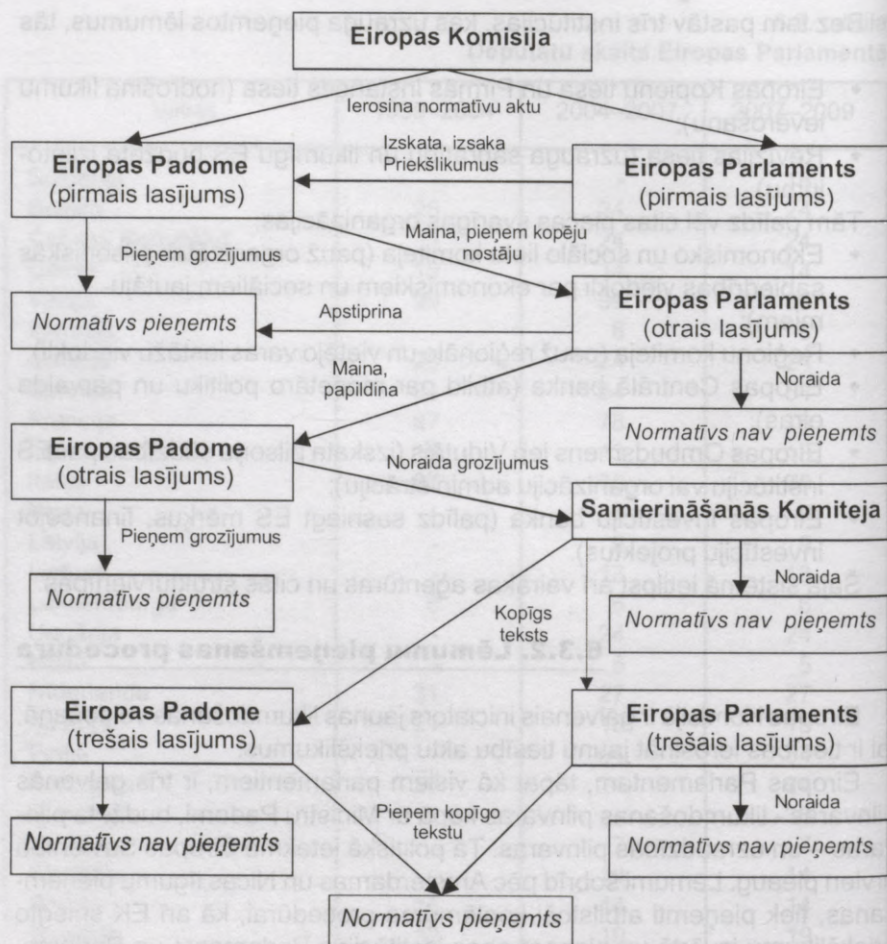 Eiropas Komisija
Ierosina normatīvu aktu
Eiropas Padome
(pirmais lasījums)
Izskata, izsaka
Priekšlikumus
Eiropas Parlaments
(pirmais lasījums)
Maina, pieņem kopēju
nostāju
Pieņem grozījumus
Normatīvs pieņemts
Apstiprina
Eiropas Parlaments
(otrais lasījums)
Maina,
papildina
Noraida
Normatīvs nav pieņemts
Eiropas Padome
(otrais lasījums)
Noraida grozījumus
Samierināšanās Komiteja
Pieņem grozījumus
Normatīvs pieņemts
Noraida
Normatīvs nav pieņemts
Kopīgs
teksts
Eiropas Padome
(trešais lasījums)
Eiropas Parlaments
(trešais lasījums)
Pieņem kopīgo
tekstu
Noraida
Normatīvs nav pieņemts
Normatīvs nav pieņemts
Normatīvs pieņemts